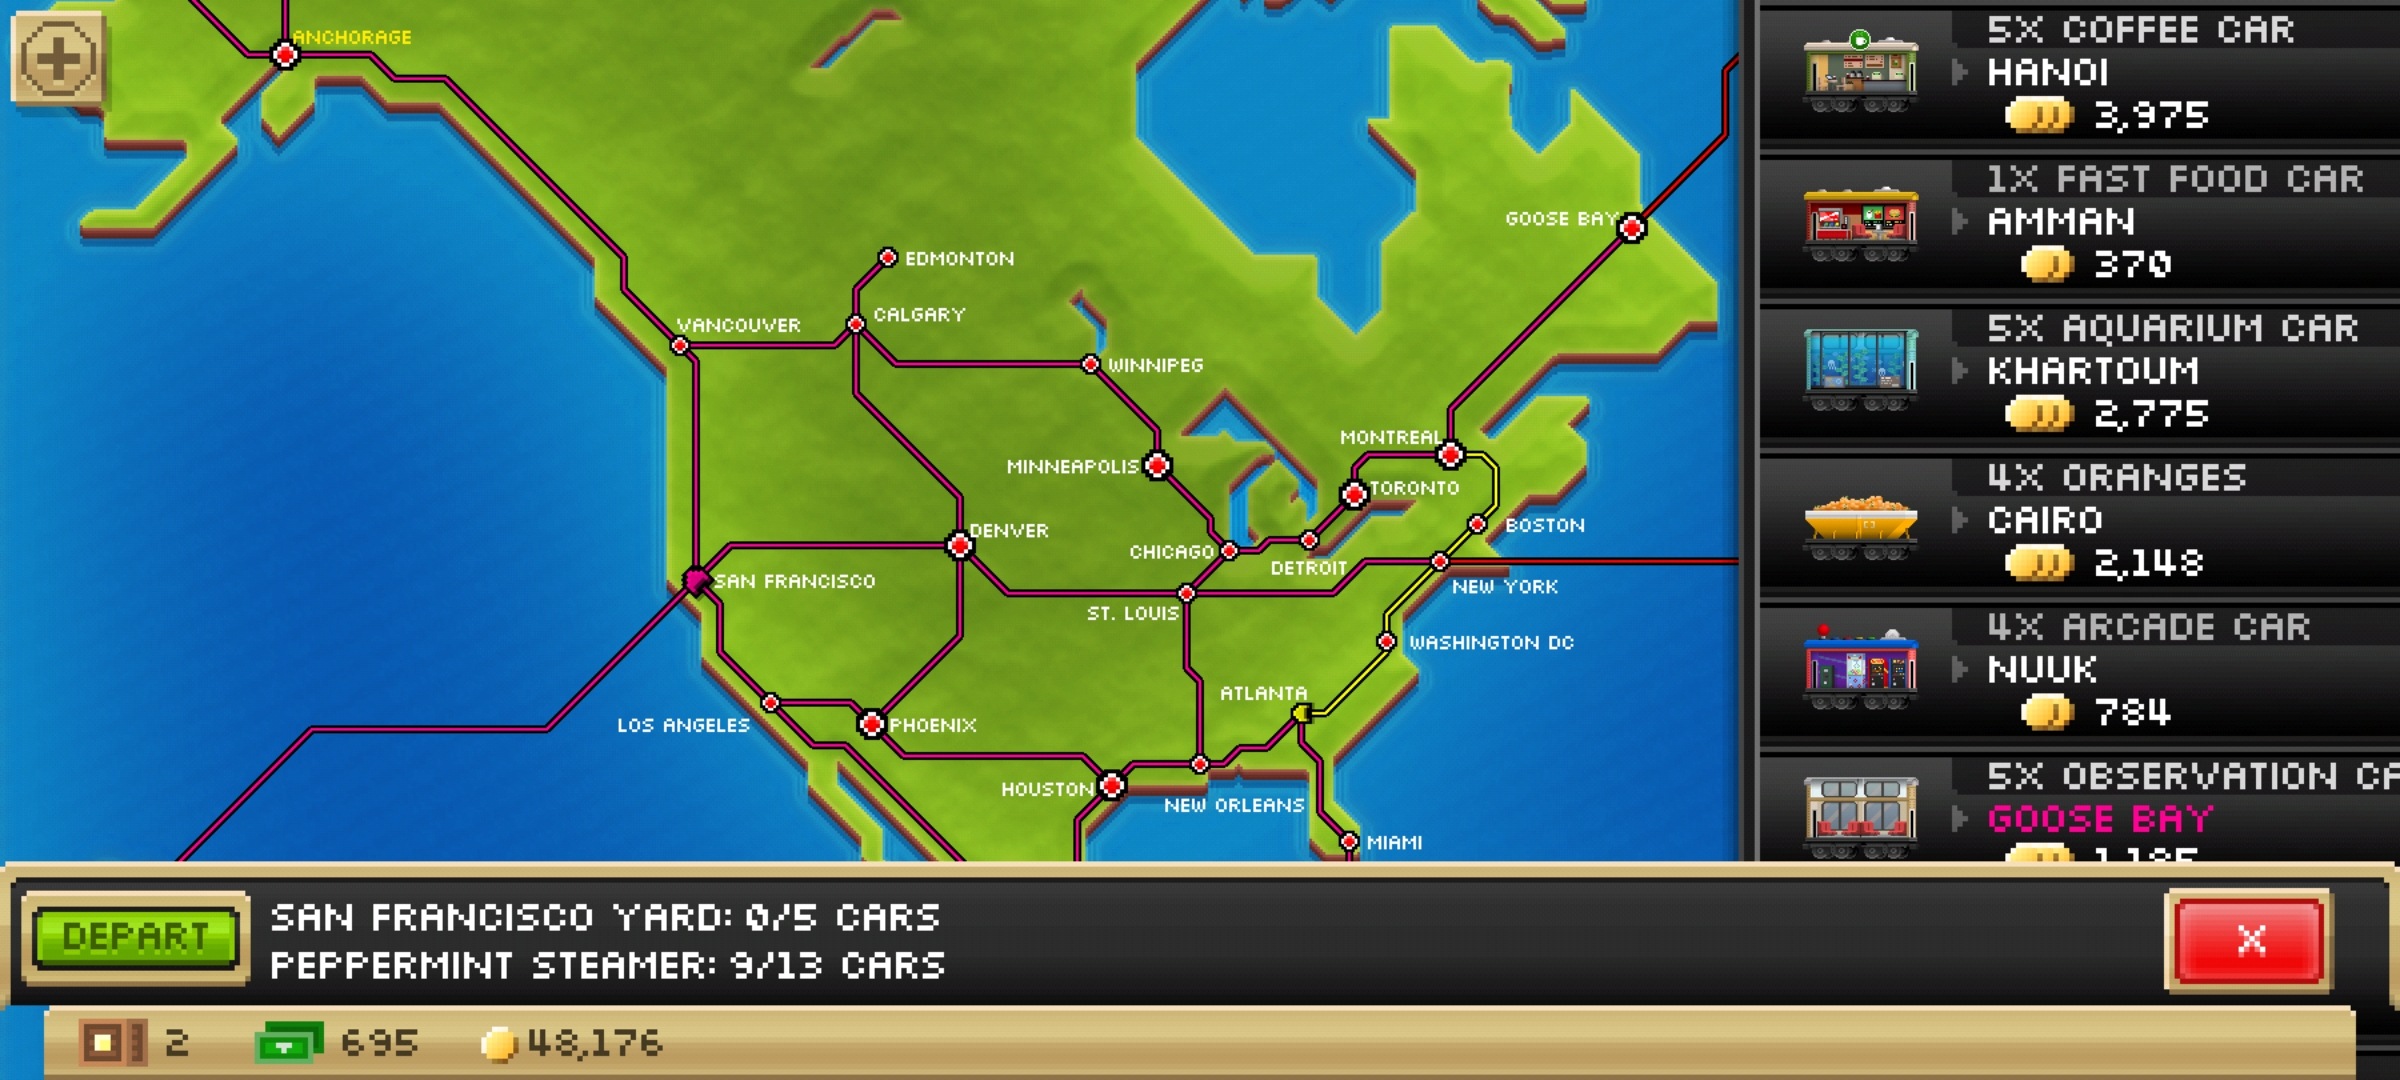 ANCHORAGE
EDMONTON
CALGARY
VANCOUVER
WINNIPEG
GOOSE BAY
MONTREAL
MINNEAPOLIS
TORONTO
DENVER
BOSTON
CHICAGO
DETROIT
SAN FRANCISCO
NEW YORK
ST. LOUIS
WASHINGTON DC
ATLANTA
LOS ANGELES
PHOENIX
HOUSTON
NEW ORLEANS
MIAMI
5X COFFEE CAR
HANOI
3,975
1X FAST FOOD CAR
AMMAN
370
5X AQUARIUM CAR
KHARTOUM
2,775
4X ORANGES
CAIRO
2,148
4X ARCADE CAR
NUUK
784
5X OBSERVATION CA
GOOSE BAY
DEPART
SAN FRANCISCO YARD: 0/5 CARS
PEPPERMINT STEAMER: 9/13 CARS
X
2
695
48,176